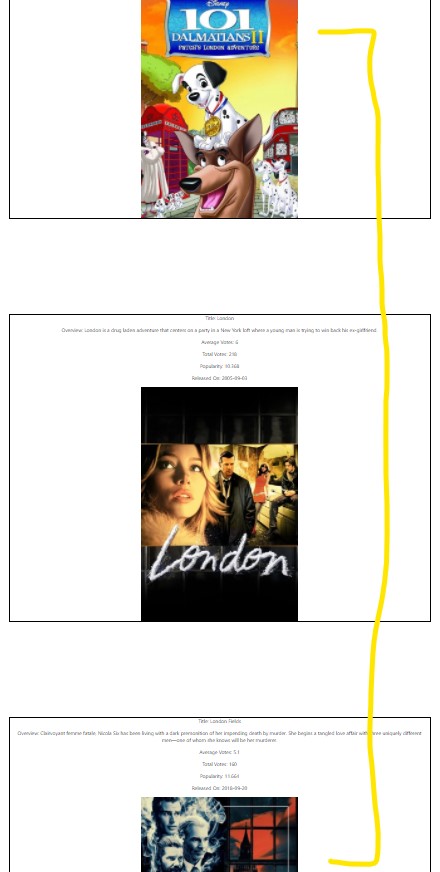 Disney
101
DALMATIANS II
PATCH'S LONDON ADVENTURE
Title: London
Overview: London is a drug laden adventure that centers on a party in a New York loft where a young man is trying to win back his ex-girlfriend
Average Votes: 6
Total Votes: 218
Popularity: 10.568
Released On: 2005-09-03
London
Title: London Fields
Overview: Clairvoyant femme fatale, Nicola Six has been living with a dark premonition of her impending death by murder. She begins a tangled love affair with three uniquely different
men—one of whom she knows will be her murderer.
Average Votes: 5.1
Total Votes: 160
Popularity: 11.661
Released On: 2018-09-20